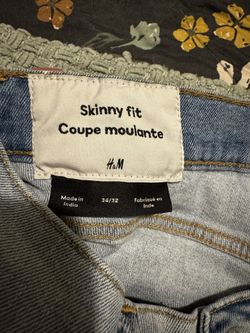 Skinny fit
Coupe moulante
H&M
Made in
India
34/32
Fabriqué en
Inde